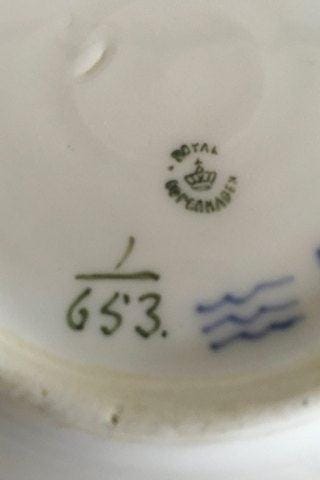 ROYAL
COPENHAGEN
1
653.